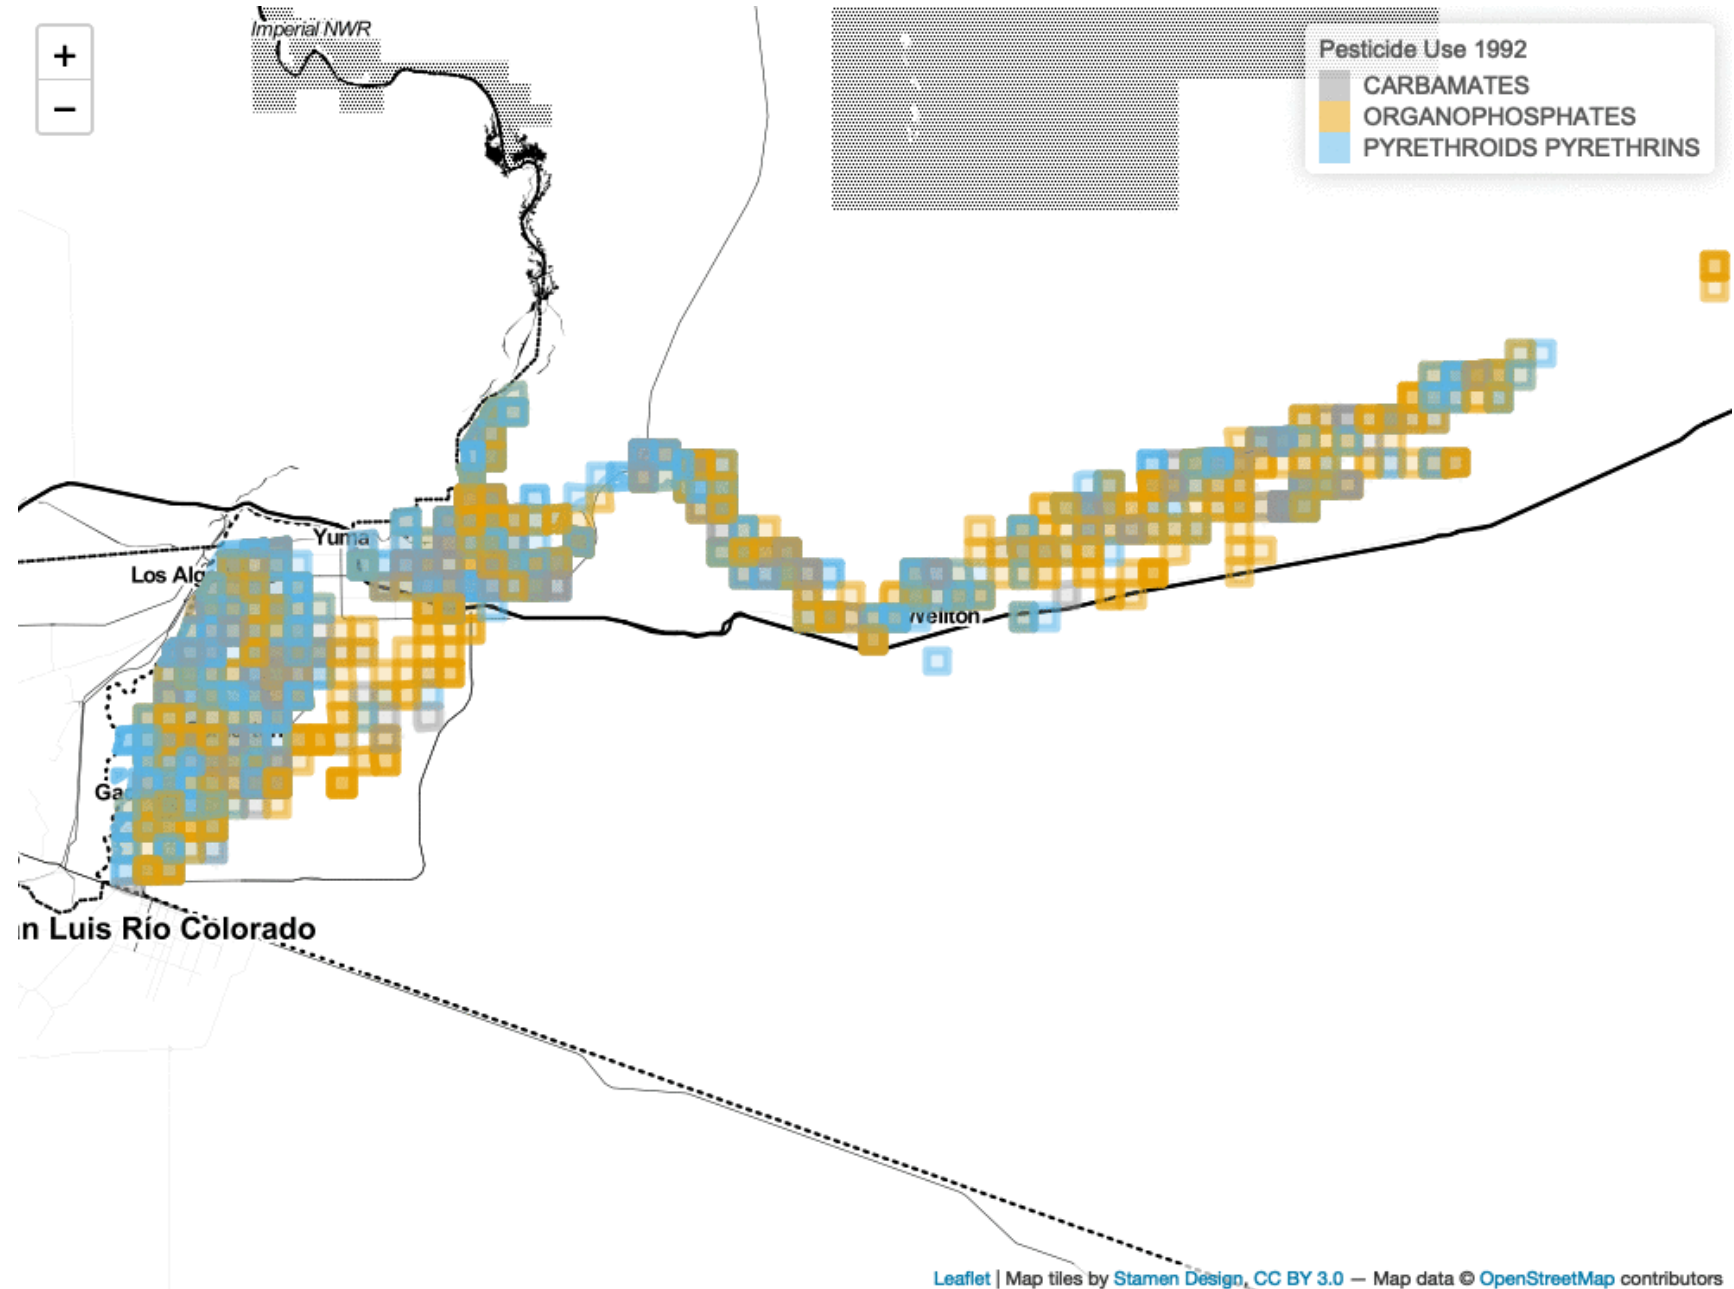 +
−
Imperial NWR
Pesticide Use 1992
CARBAMATES
ORGANOPHOSPHATES
PYRETHROIDS PYRETHRINS
Yuma
Los Alg
Wellton
Ga
n Luis Río Colorado
Leaflet | Map tiles by Stamen Design, CC BY 3.0 — Map data © OpenStreetMap contributors